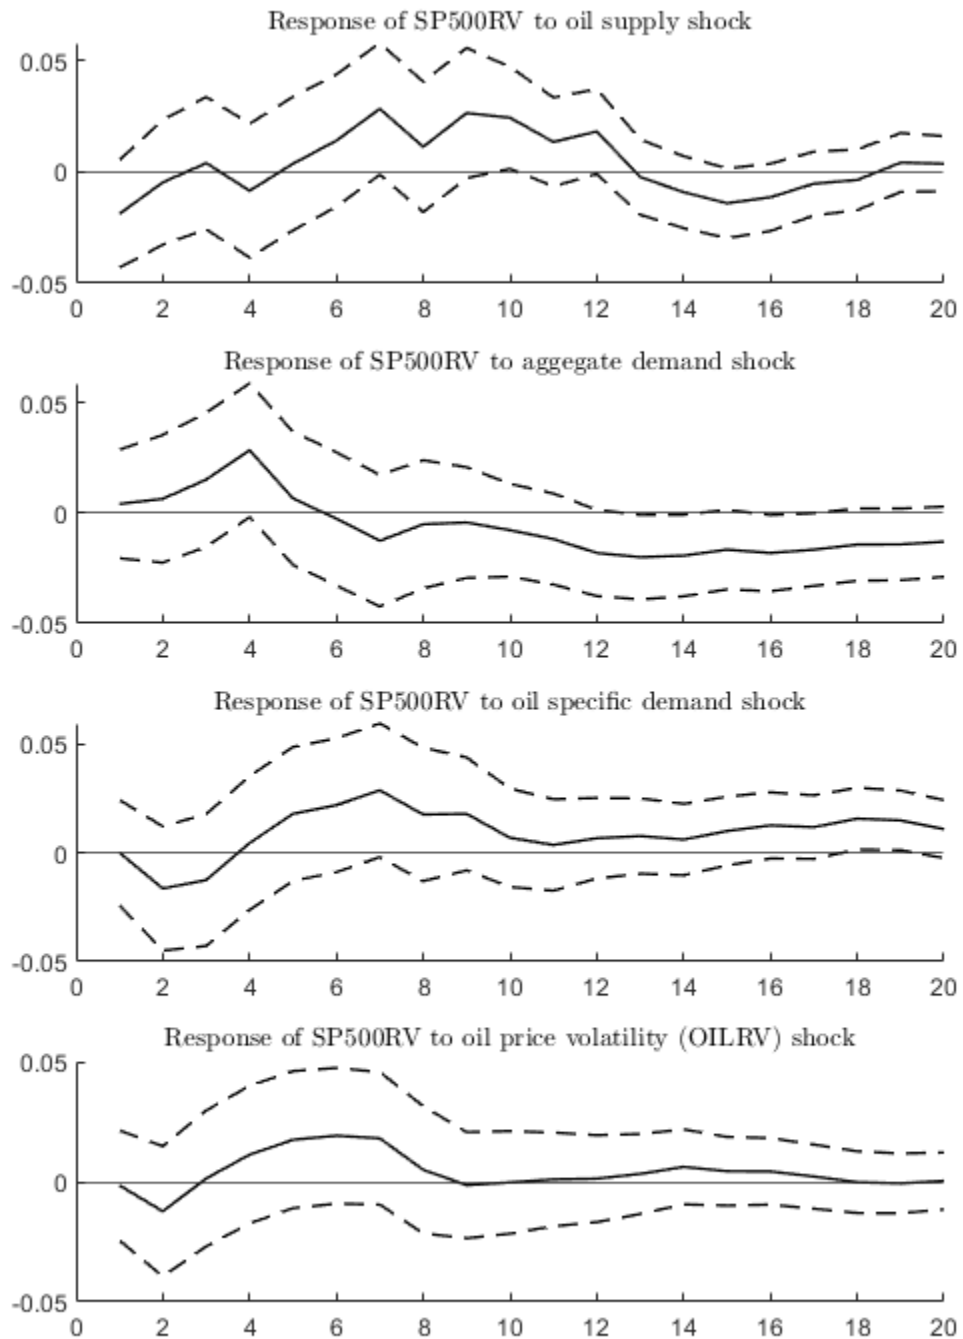 Response of SP500RV to oil supply shock
0.05
0
-0.05
0 2 4 6 8 10 12 14 16 18 20
Response of SP500RV to aggegate demand shock
0.05
0
-0.05
0 2 4 6 8 10 12 14 16 18 20
Response of SP500RV to oil specific demand shock
0.05
0
-0.05
0 2 4 6 8 10 12 14 16 18 20
Response of SP500RV to oil price volatility (OILRV) shock
0.05
0
-0.05
0 2 4 6 8 10 12 14 16 18 20